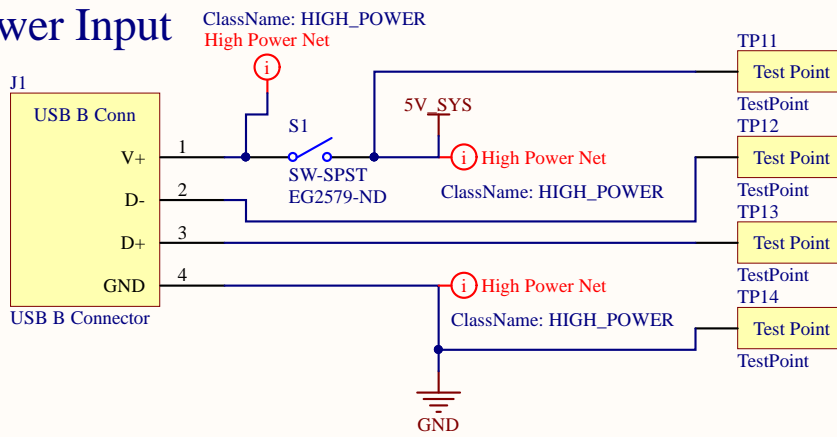 wer Input
ClassName: HIGH_POWER
High Power Net
i
J1
USB B Conn
V+
1
D-
2
D+
3
GND
4
USB B Connector
S1
SW-SPST
EG2579-ND
5V_SYS
i High Power Net
ClassName: HIGH_POWER
i High Power Net
ClassName: HIGH_POWER
GND
TP11
Test Point
TestPoint
TP12
Test Point
TestPoint
TP13
Test Point
TestPoint
TP14
Test Point
TestPoint